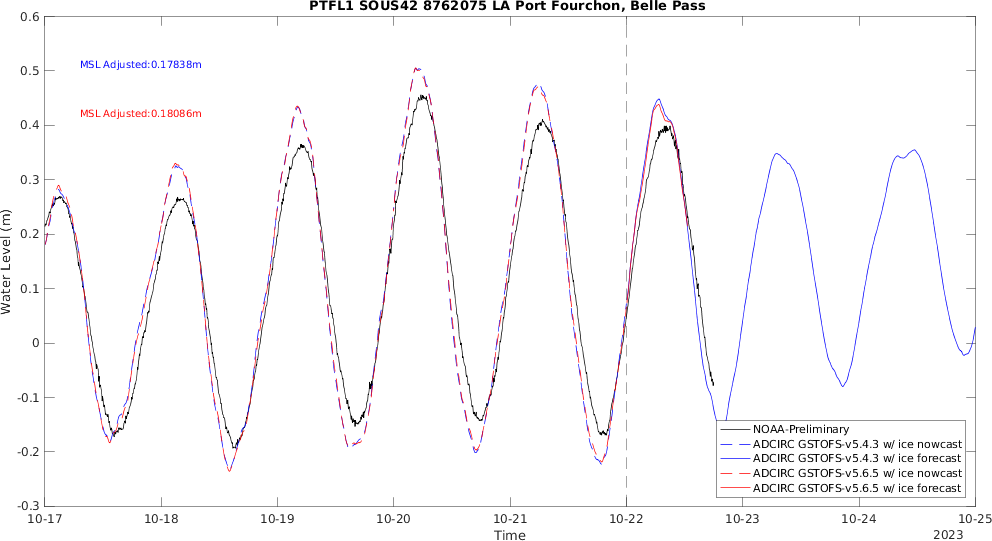 PTFL1 SOUS42 8762075 LA Port Fourchon, Belle Pass
0.6
0.5
0.4
0.3
0.2
0.1
0
-0.1
-0.2
-0.3
Water Level (m)
MSL Adjusted:0.17838m
MSL Adjusted:0.18086m
NOAA-Preliminary
ADCIRC GSTOFS-v5.4.3 w/ ice nowcast
ADCIRC GSTOFS-v5.4.3 w/ ice forecast
ADCIRC GSTOFS-v5.6.5 w/ ice nowcast
ADCIRC GSTOFS-v5.6.5 w/ ice forecast
10-17 10-18 10-19 10-20 10-21 10-22 10-23 10-24 10-25
Time
2023